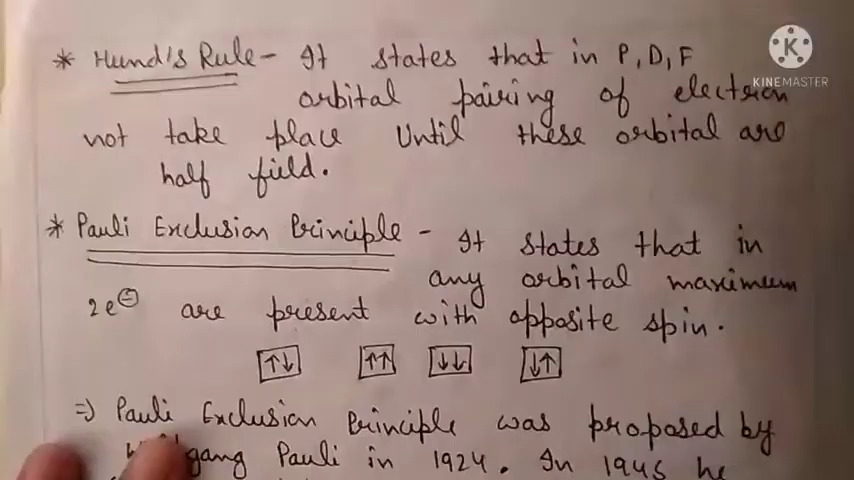 * Hund's Rule - It states that in P, D, F
orbital pairing of electron
not take place Until these orbital are
half field.
* Pauli Exclusion Principle - It states that in
any orbital maximum
2e⊖ are present with opposite spin.
↑↓ ↑↑ ↓↓ ↓↑
⇒ Pauli Exclusion Principle was proposed by
Pauli in 1924. In 1945 he
K
KINEMASTER